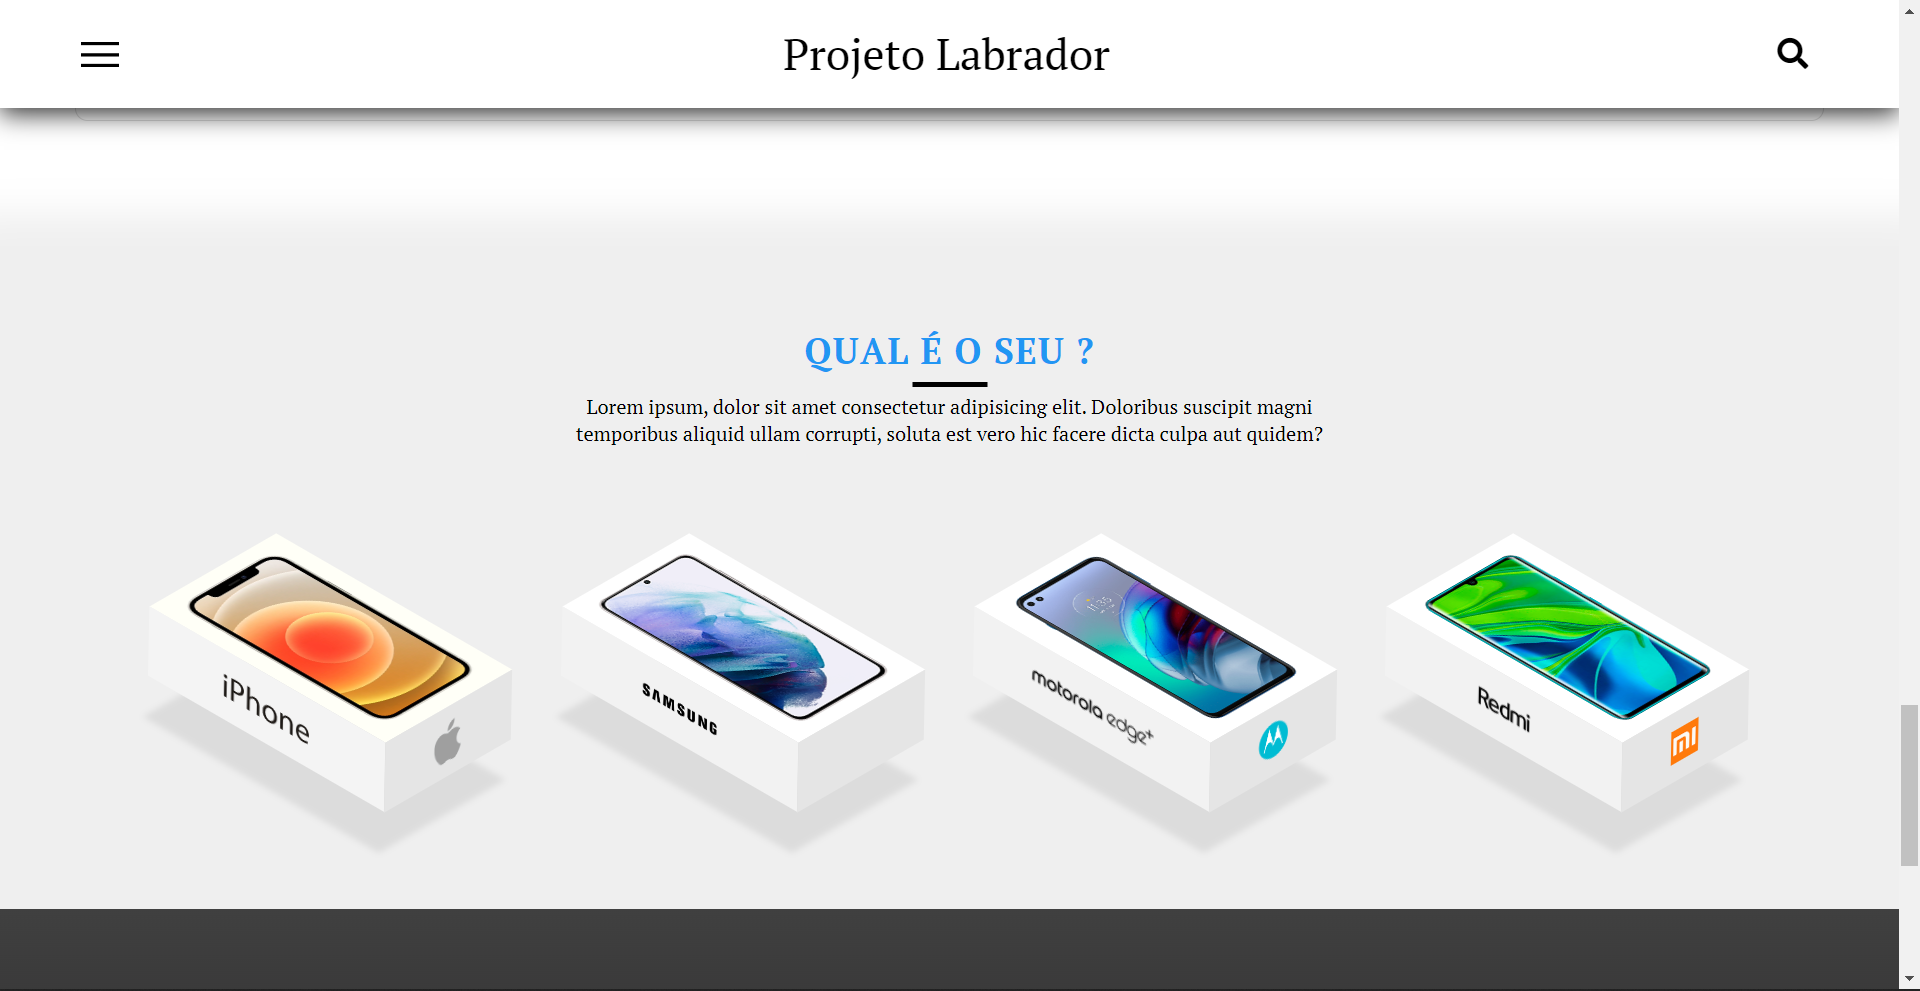 Projeto Labrador
QUAL É O SEU ?
Lorem ipsum, dolor sit amet consectetur adipisicing elit. Doloribus suscipit magni
temporibus aliquid ullam corrupti, soluta est vero hic facere dicta culpa aut quidem?
iPhone
SAMSUNG
motorola edge+
Redmi
mi